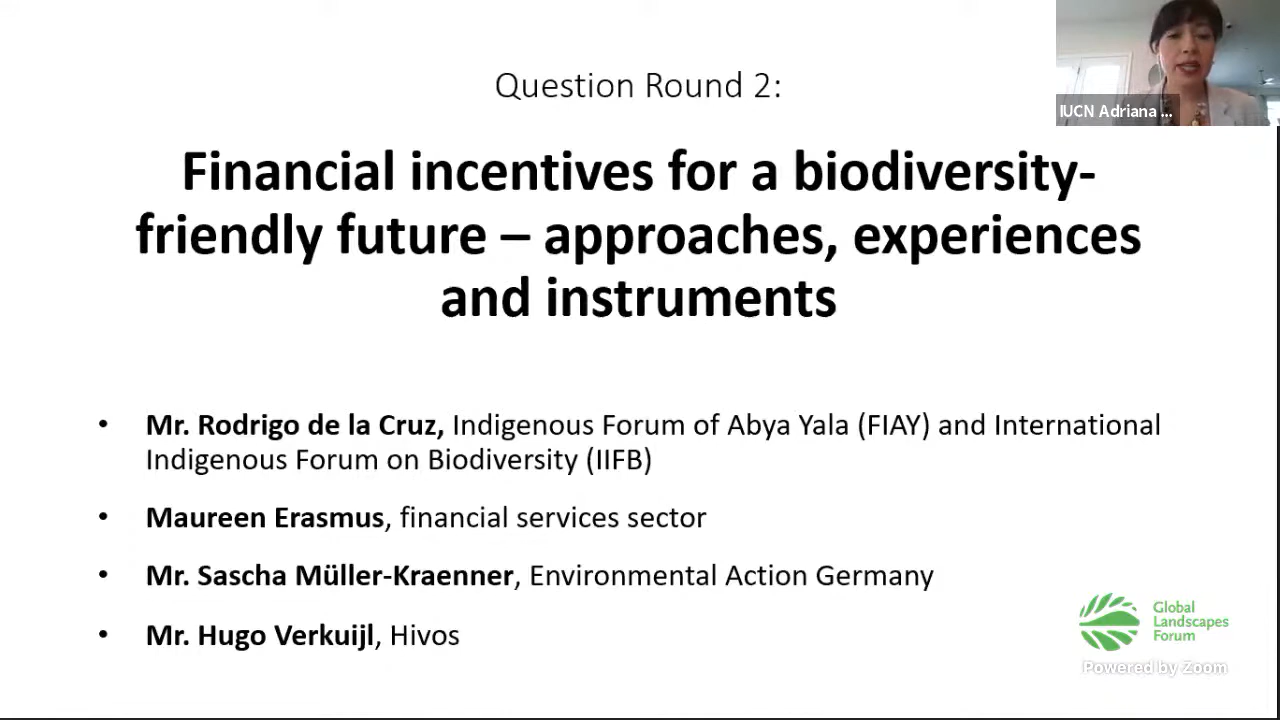 IUCN Adriana ...
Question Round 2:
Financial incentives for a biodiversity-
friendly future – approaches, experiences
and instruments
• Mr. Rodrigo de la Cruz, Indigenous Forum of Abya Yala (FIAY) and International
Indigenous Forum on Biodiversity (IIFB)
• Maureen Erasmus, financial services sector
• Mr. Sascha Müller-Kraenner, Environmental Action Germany
• Mr. Hugo Verkuijl, Hivos
Global
Landscapes
Forum
Powered by Zoom